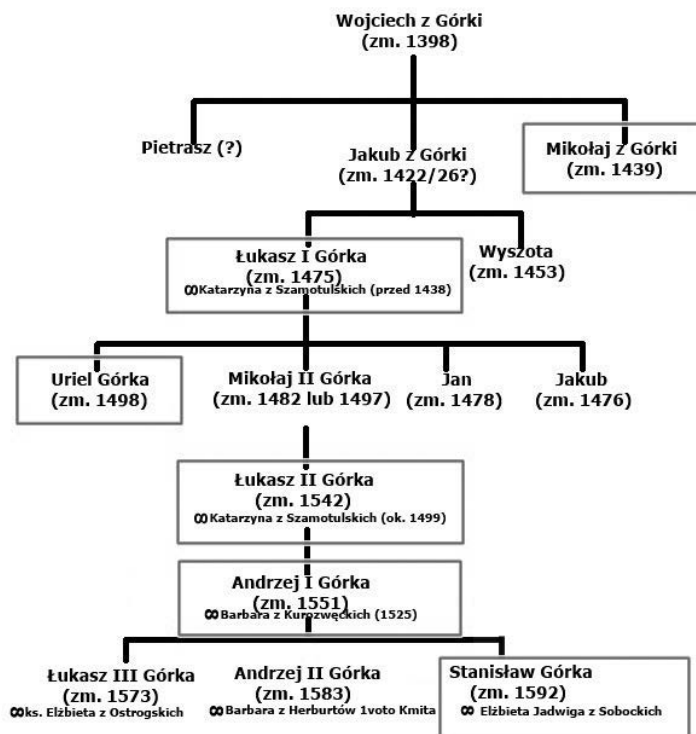 Wojciech z Górki
(zm. 1398)
Pietrasz (?)
Jakub z Górki
(zm. 1422/26?)
Mikołaj z Górki
(zm. 1439)
Łukasz I Górka
(zm. 1475)
∞Katarzyna z Szamotulskich (przed 1438)
Wyszota
(zm. 1453)
Uriel Górka
(zm. 1498)
Mikołaj II Górka
(zm. 1482 lub 1497)
Jan
(zm. 1478)
Jakub
(zm. 1476)
Łukasz II Górka
(zm. 1542)
∞Katarzyna z Szamotulskich (ok. 1499)
Andrzej I Górka
(zm. 1551)
∞ Barbara z Kurozwęckich (1525)
Łukasz III Górka
(zm. 1573)
∞ks. Elżbieta z Ostrogskich
Andrzej II Górka
(zm. 1583)
∞Barbara z Herburtów 1voto Kmita
Stanisław Górka
(zm. 1592)
∞ Elżbieta Jadwiga z Sobockich